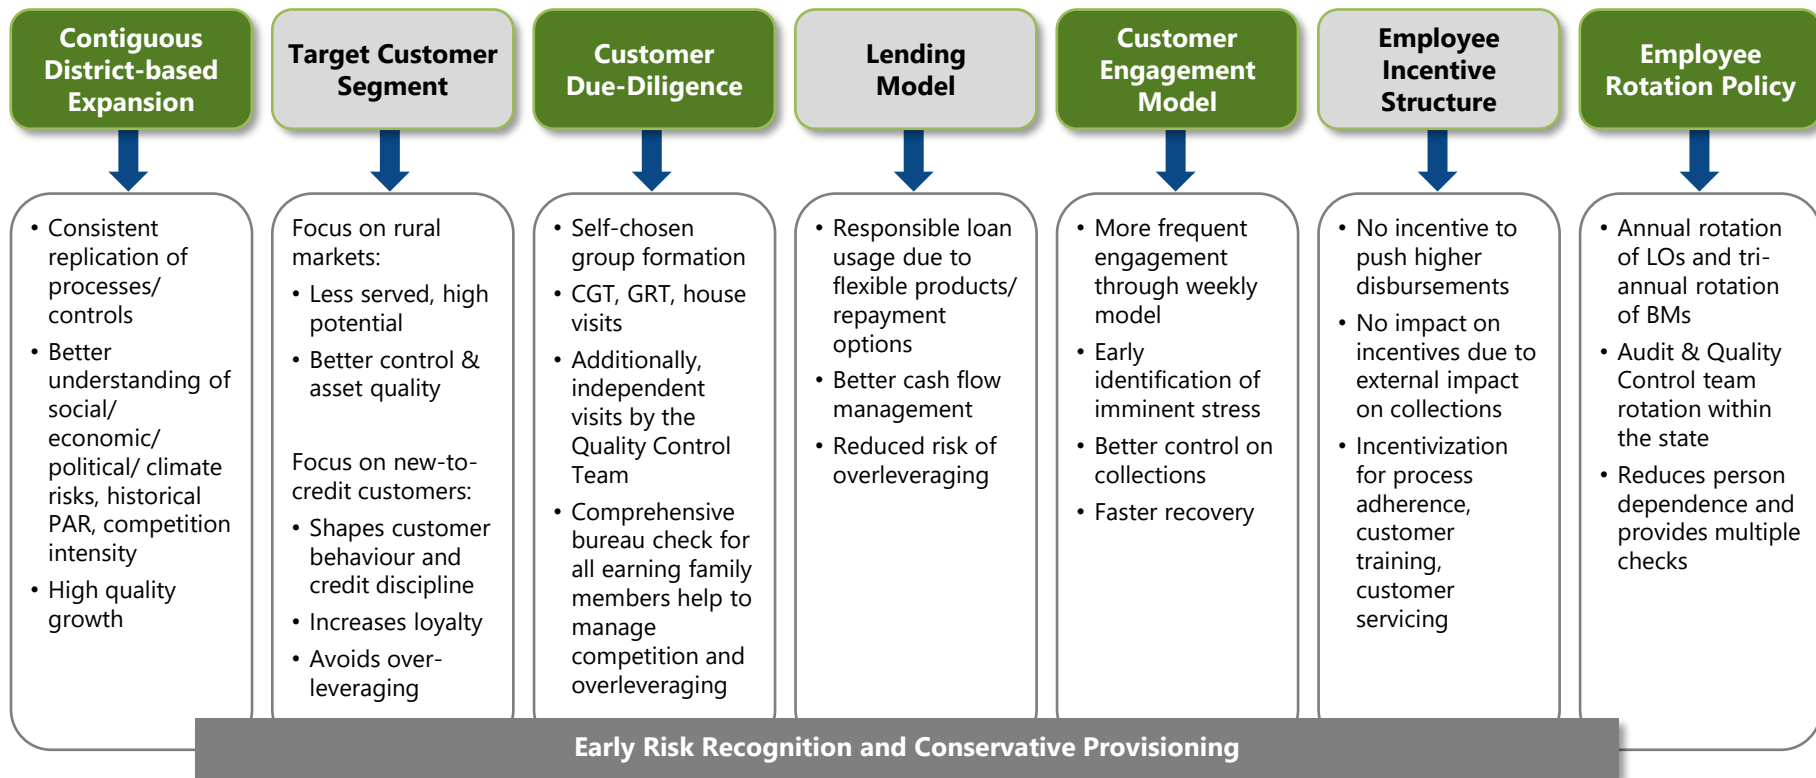 Contiguous
District-based
Expansion
Target Customer
Segment
Customer
Due-Diligence
Lending
Model
Customer
Engagement
Model
Employee
Incentive
Structure
Employee
Rotation Policy
• Consistent
replication of
processes/
controls
• Better
understanding of
social/
economic/
political/ climate
risks, historical
PAR, competition
intensity
• High quality
growth
Focus on rural
markets:
• Less served, high
potential
• Better control &
asset quality
Focus on new-to-
credit customers:
• Shapes customer
behaviour and
credit discipline
• Increases loyalty
• Avoids over-
leveraging
• Self-chosen
group formation
• CGT, GRT, house
visits
• Additionally,
independent
visits by the
Quality Control
Team
• Comprehensive
bureau check for
all earning family
members help to
manage
competition and
overleveraging
• Responsible loan
usage due to
flexible products/
repayment
options
• Better cash flow
management
• Reduced risk of
overleveraging
• More frequent
engagement
through weekly
model
• Early
identification of
imminent stress
• Better control on
collections
• Faster recovery
• No incentive to
push higher
disbursements
• No impact on
incentives due to
external impact
on collections
• Incentivization
for process
adherence,
customer
training,
customer
servicing
• Annual rotation
of LOs and tri-
annual rotation
of BMs
• Audit & Quality
Control team
rotation within
the state
• Reduces person
dependence and
provides multiple
checks
Early Risk Recognition and Conservative Provisioning